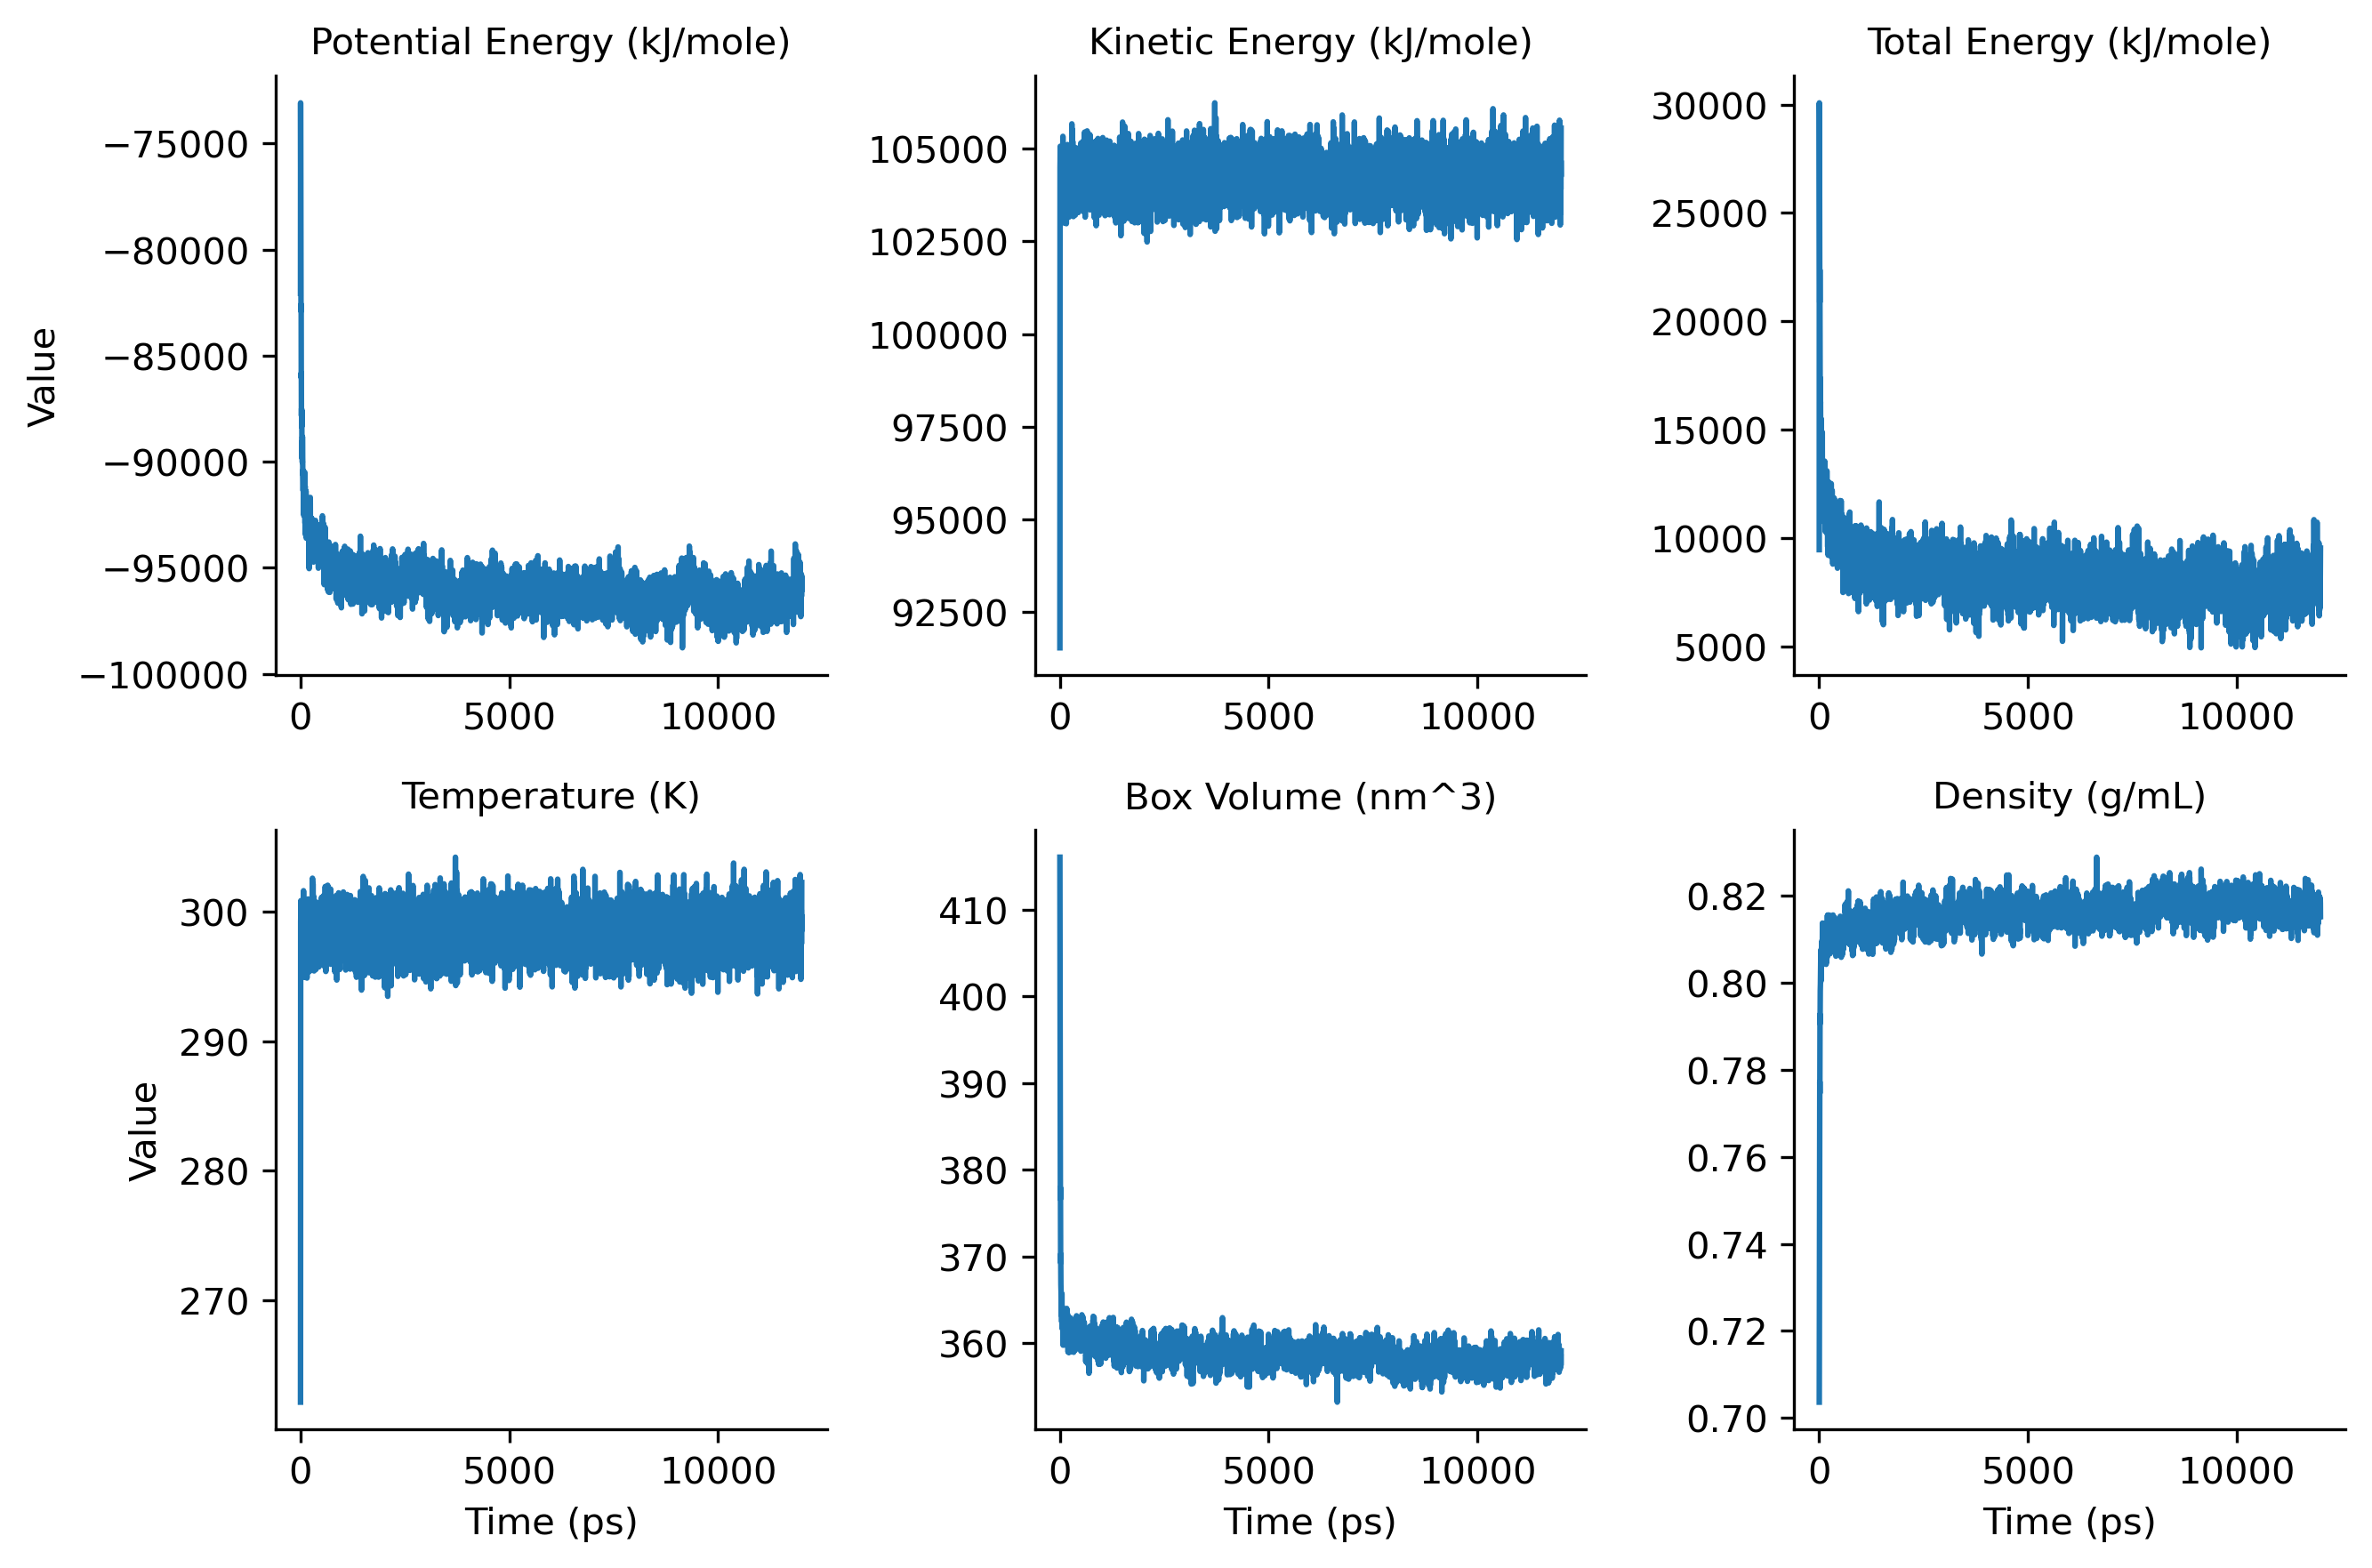 Potential Energy (kJ/mole)
Value
−75000
−80000
−85000
−90000
−95000
−100000
0 5000 10000
Kinetic Energy (kJ/mole)
105000
102500
100000
97500
95000
92500
0 5000 10000
Total Energy (kJ/mole)
30000
25000
20000
15000
10000
5000
0 5000 10000
Temperature (K)
Value
300
290
280
270
0 5000 10000
Time (ps)
Box Volume (nm^3)
410
400
390
380
370
360
0 5000 10000
Time (ps)
Density (g/mL)
0.82
0.80
0.78
0.76
0.74
0.72
0.70
0 5000 10000
Time (ps)